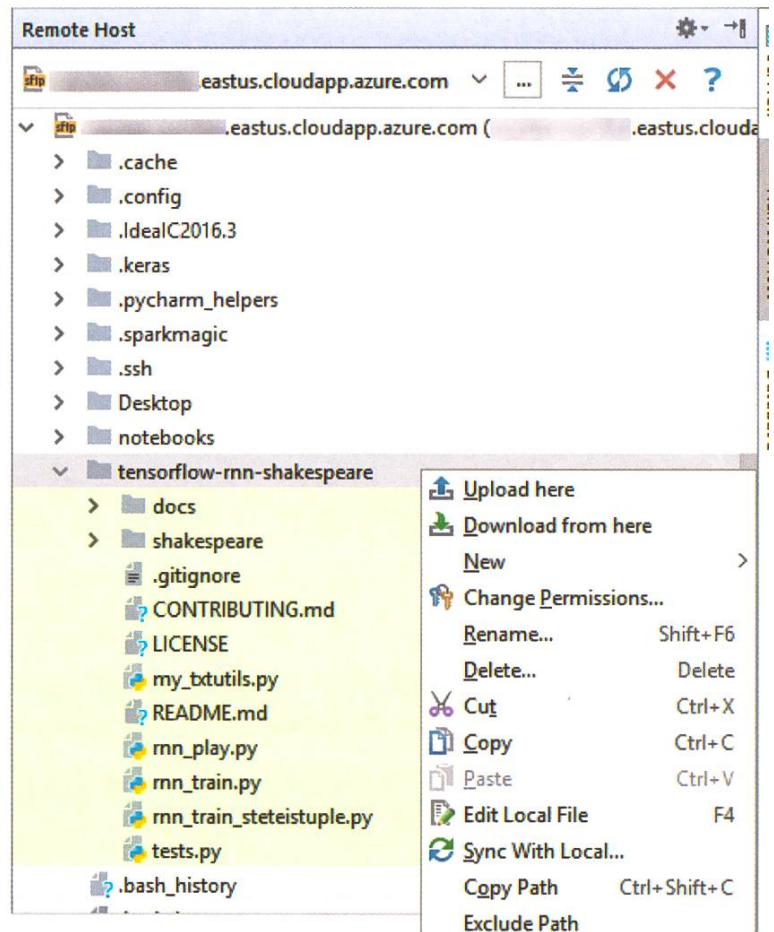 Remote Host
sftp .eastus.cloudapp.azure.com ... ?
sftp .eastus.cloudapp.azure.com ( .eastus.clouda
.cache
.config
.IdealC2016.3
.keras
.pycharm_helpers
.sparkmagic
.ssh
Desktop
notebooks
tensorflow-rnn-shakespeare
docs
shakespeare
.gitignore
CONTRIBUTING.md
LICENSE
my_txtutils.py
README.md
rnn_play.py
rnn_train.py
rnn_train_steteistuple.py
tests.py
.bash_history
Upload here
Download from here
New
Change Permissions...
Rename... Shift+F6
Delete... Delete
Cut Ctrl+X
Copy Ctrl+C
Paste Ctrl+V
Edit Local File F4
Sync With Local...
Copy Path Ctrl+Shift+C
Exclude Path